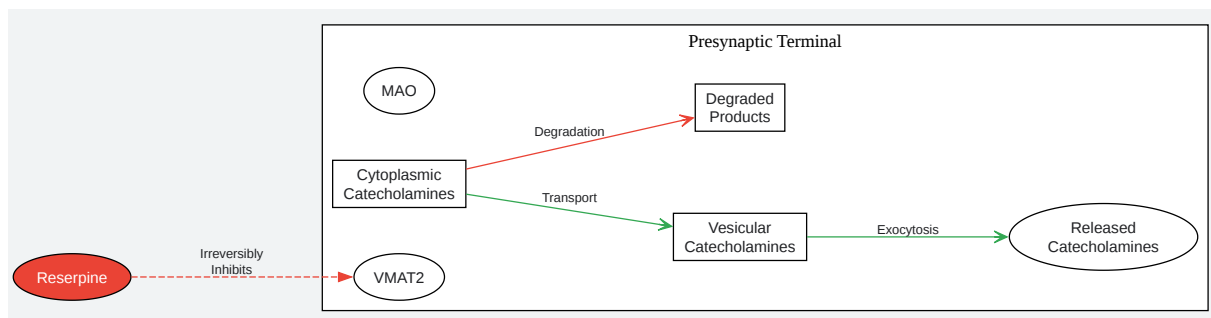 Presynaptic Terminal
MAO
Degraded
Products
Degradation
Cytoplasmic
Catecholamines
Transport
Vesicular
Catecholamines
Exocytosis
Released
Catecholamines
Irreversibly
Inhibits
Reserpine
VMAT2